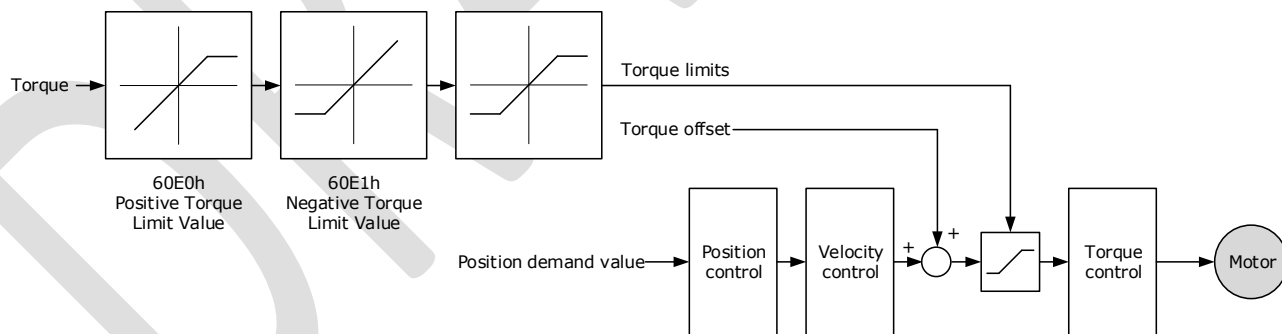 Torque
60E0h
Positive Torque
Limit Value
60E1h
Negative Torque
Limit Value
Torque limits
Torque offset
Position demand value
Position
control
Velocity
control
+
+
Torque
control
Motor